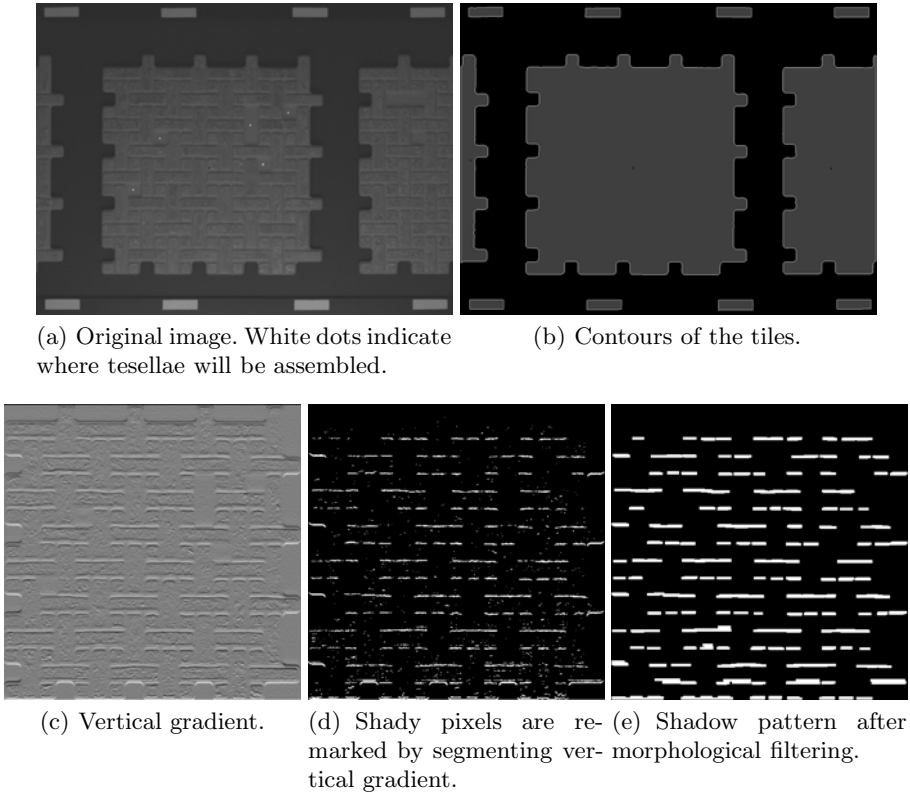 (a) Original image. White dots indicate
where tesellae will be assembled.
(b) Contours of the tiles.
(c) Vertical gradient.
(d) Shady pixels are re-
marked by segmenting ver-
tical gradient.
(e) Shadow pattern after
morphological filtering.